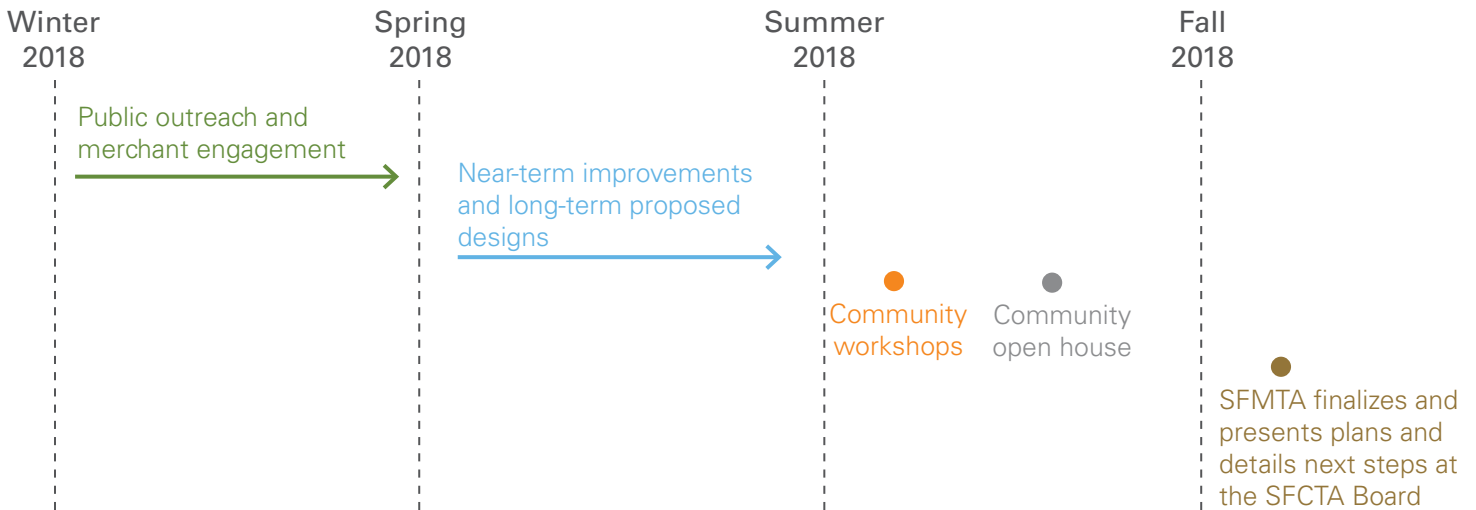 Winter
2018
Spring
2018
Summer
2018
Fall
2018
Public outreach and
merchant engagement
Near-term improvements
and long-term proposed
designs
Community
workshops
Community
open house
SFMTA finalizes and
presents plans and
details next steps at
the SFCTA Board